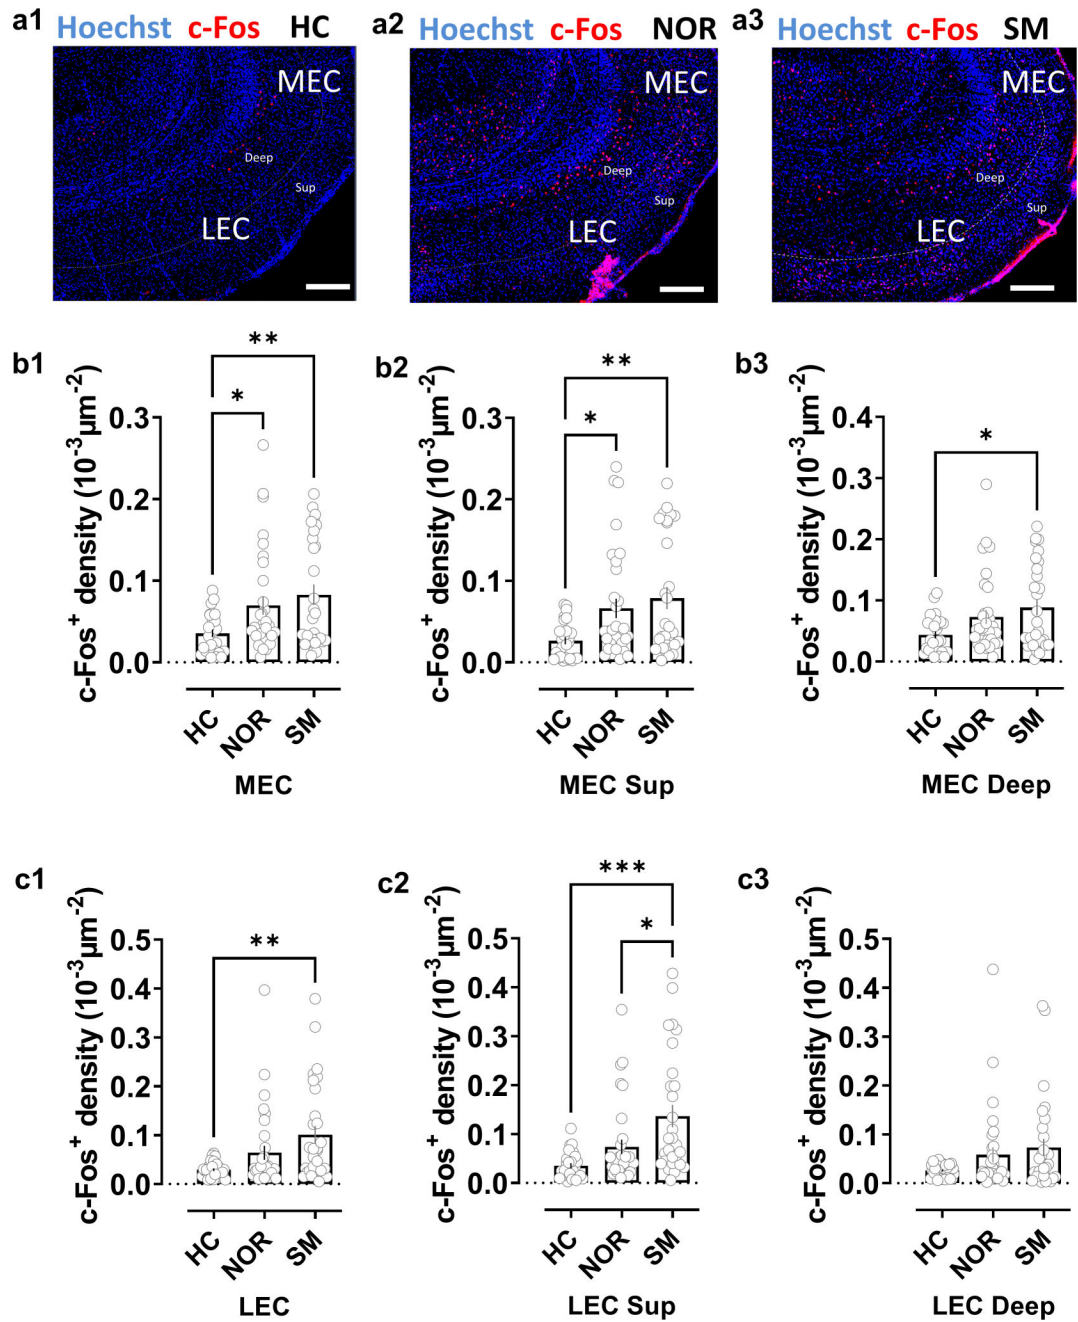 a1 Hoechst c-Fos HC
MEC
Deep
Sup
LEC
a2 Hoechst c-Fos NOR
MEC
Deep
Sup
LEC
a3 Hoechst c-Fos SM
MEC
Deep
Sup
LEC
b1
c-Fos⁺ density (10⁻³µm⁻²)
**
*
0.3
0.2
0.1
0.0
HC NOR SM
MEC
b2
c-Fos⁺ density (10⁻³µm⁻²)
**
*
0.3
0.2
0.1
0.0
HC NOR SM
MEC Sup
b3
c-Fos⁺ density (10⁻³µm⁻²)
*
0.4
0.3
0.2
0.1
0.0
HC NOR SM
MEC Deep
c1
c-Fos⁺ density (10⁻³µm⁻²)
**
0.5
0.4
0.3
0.2
0.1
0.0
HC NOR SM
LEC
c2
c-Fos⁺ density (10⁻³µm⁻²)
***
*
0.5
0.4
0.3
0.2
0.1
0.0
HC NOR SM
LEC Sup
c3
c-Fos⁺ density (10⁻³µm⁻²)
0.5
0.4
0.3
0.2
0.1
0.0
HC NOR SM
LEC Deep